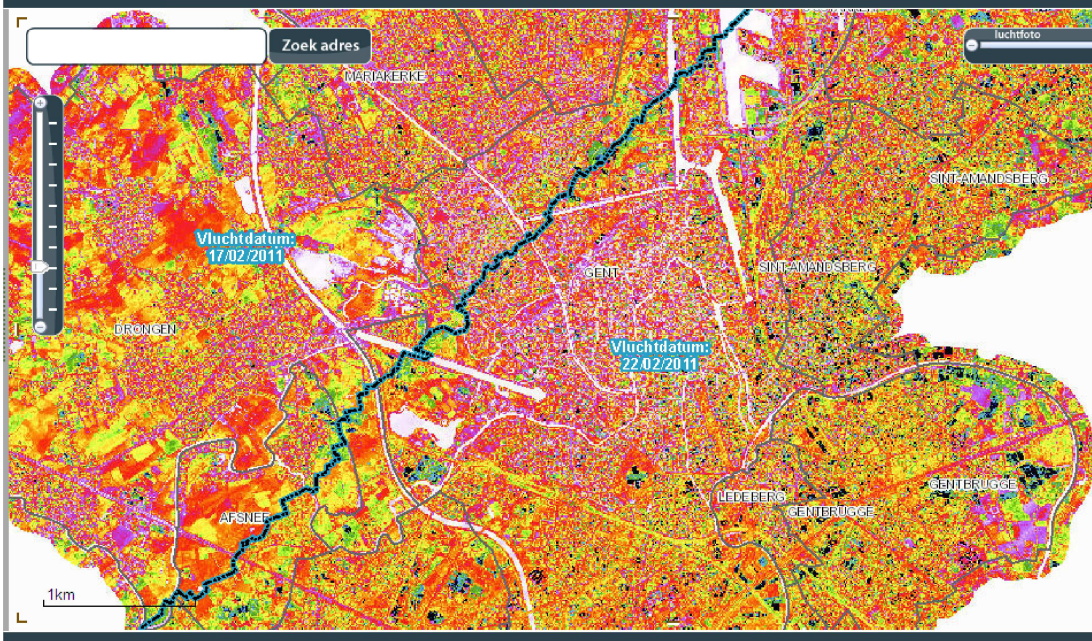 Zoek adres
luchtfoto
MARIAKERKE
SINT-AMANDSBERG
Vluchtdatum:
17/02/2011
GENT
SINT-AMANDSBERG
DRONGEN
Vluchtdatum:
22/02/2011
GENTBRUGGE
LEDEBERG
GENTBRUGGE
AFSNEE
1km